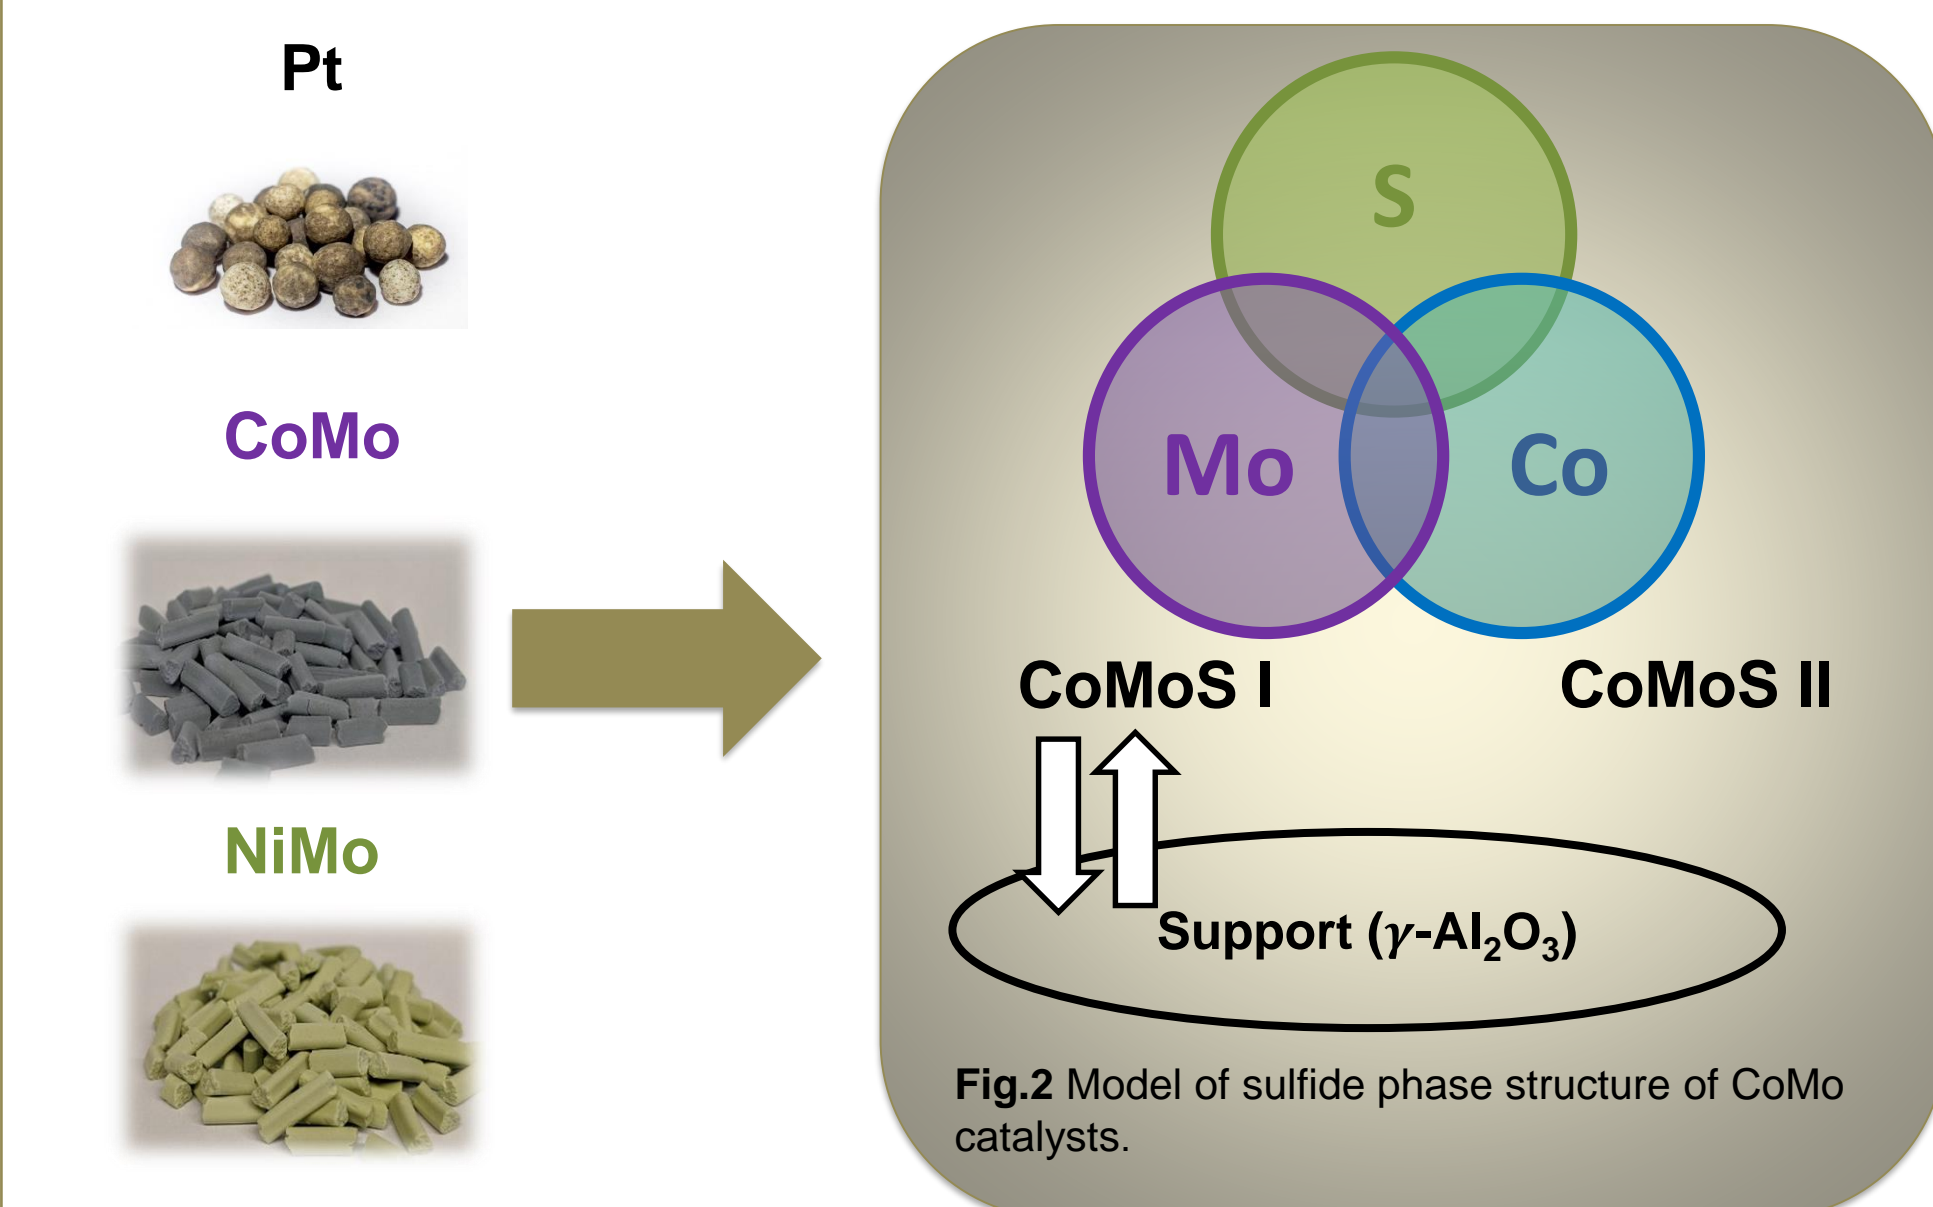 Pt
CoMo
NiMo
S
Mo
Co
CoMoS I
CoMoS II
Support (γ-Al₂O₃)
Fig.2 Model of sulfide phase structure of CoMo
catalysts.